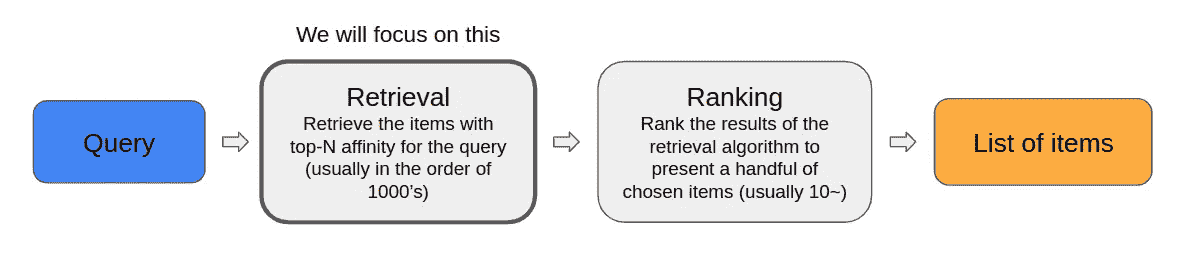 We will focus on this
Query
Retrieval
Retrieve the items with
top-N affinity for the query
(usually in the order of
1000's)
Ranking
Rank the results of the
retrieval algorithm to
present a handful of
chosen items (usually 10~)
List of items